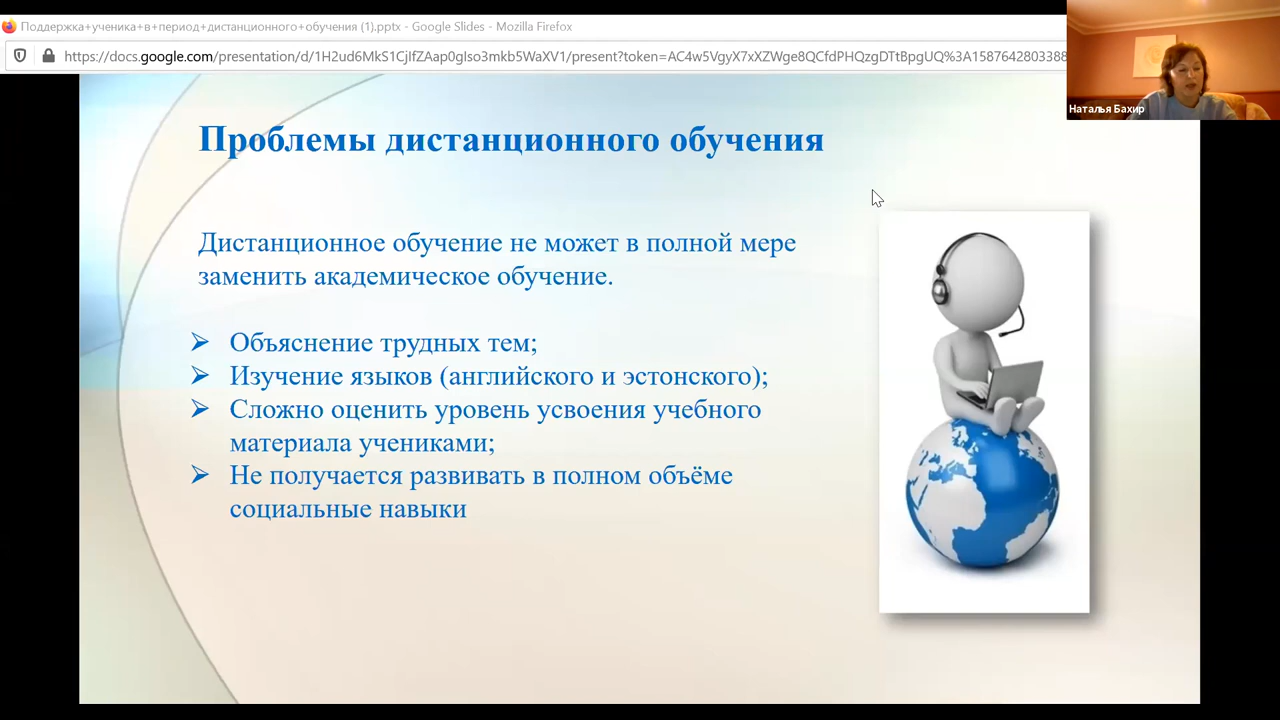 Поддержка+ученика+в+период+дистанционного+обучения (1).pptx - Google Slides - Mozilla Firefox
https://docs.google.com/presentation/d/1H2ud6MkS1CjIfZAap0gIso3mkb5WaXV1/present?token=AC4w5VgyX7xXZWge8QCfdPHQzgDTtBpgUQ%3A1587642803388
Наталья Бахир
Проблемы дистанционного обучения
Дистанционное обучение не может в полной мере
заменить академическое обучение.
➢ Объяснение трудных тем;
➢ Изучение языков (английского и эстонского);
➢ Сложно оценить уровень усвоения учебного
материала учениками;
➢ Не получается развивать в полном объёме
социальные навыки